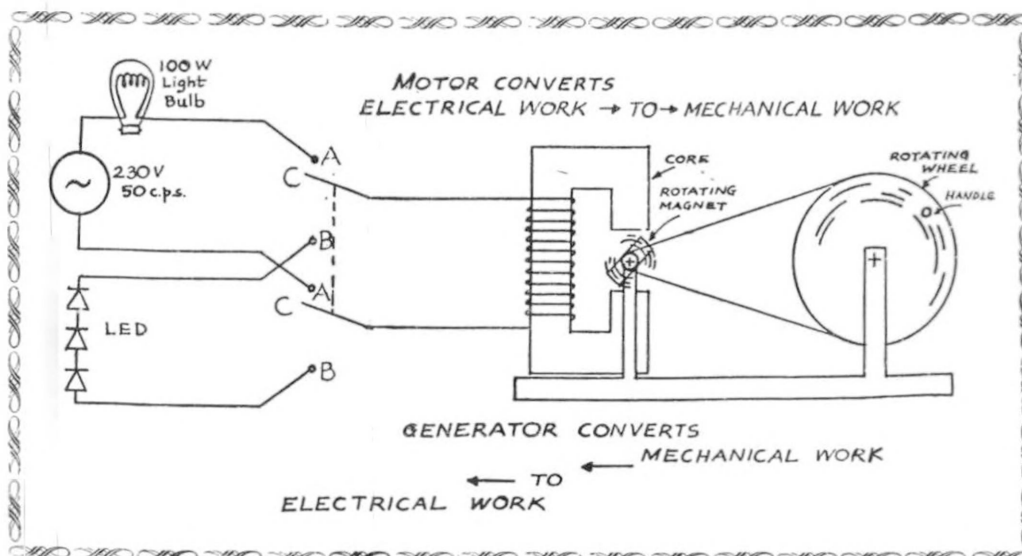 100 W
Light
Bulb
MOTOR CONVERTS
ELECTRICAL WORK → TO → MECHANICAL WORK
230 V
50 c.p.s.
A
C
B
A
C
B
LED
CORE
ROTATING
MAGNET
ROTATING
WHEEL
HANDLE
GENERATOR CONVERTS
← MECHANICAL WORK
← TO
ELECTRICAL WORK